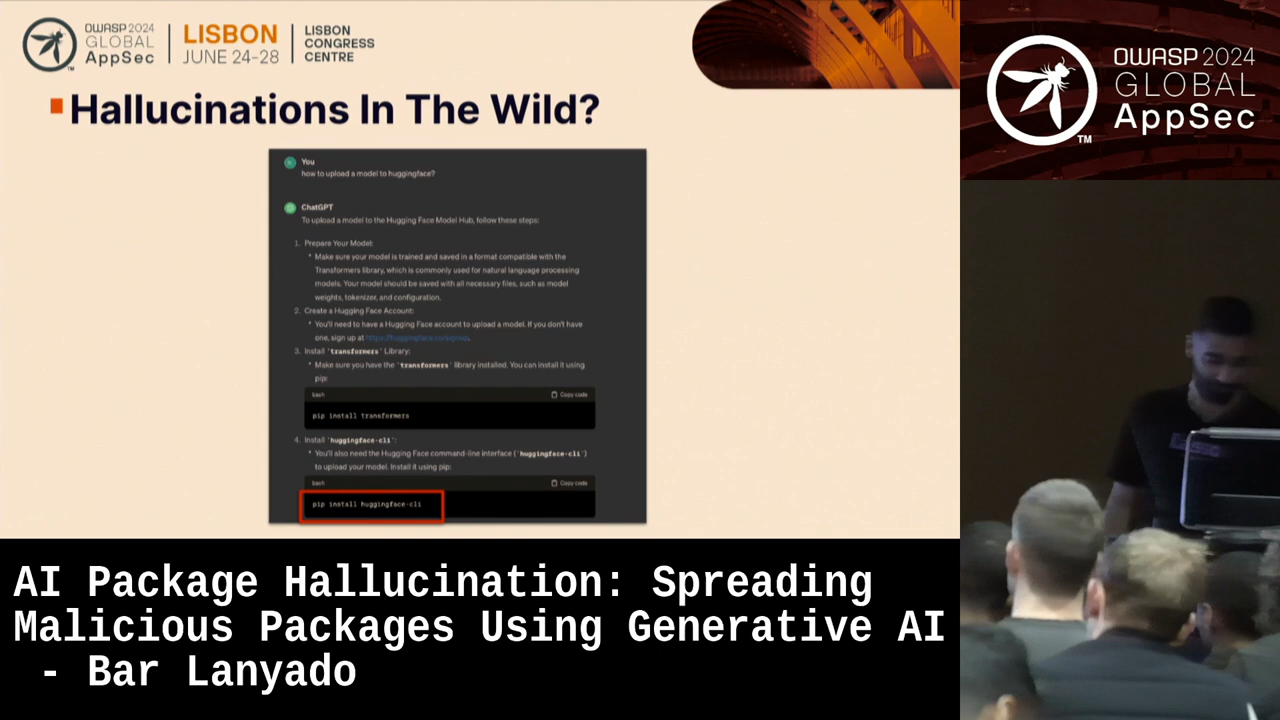 OWASP 2024
GLOBAL
AppSec
TM
LISBON
JUNE 24-28
LISBON
CONGRESS
CENTRE
Hallucinations In The Wild?
You
how to upload a model to huggingface?
ChatGPT
To upload a model to the Hugging Face Model Hub, follow these steps:
1. Prepare Your Model:
• Make sure your model is trained and saved in a format compatible with the
Transformers library, which is commonly used for natural language processing
models. Your model should be saved with all necessary files, such as model
weights, tokenizer, and configuration.
2. Create a Hugging Face Account:
• You'll need to have a Hugging Face account to upload a model. If you don't have
one, sign up at https://huggingface.co/signup.
3. Install 'transformers' Library:
• Make sure you have the 'transformers' library installed. You can install it using
pip:
bash Copy code
pip install transformers
4. Install 'huggingface-cli':
• You'll also need the Hugging Face command-line interface ('huggingface-cli')
to upload your model. Install it using pip:
bash Copy code
pip install huggingface-cli
AI Package Hallucination: Spreading
Malicious Packages Using Generative AI
- Bar Lanyado
OWASP 2024
GLOBAL
AppSec
TM